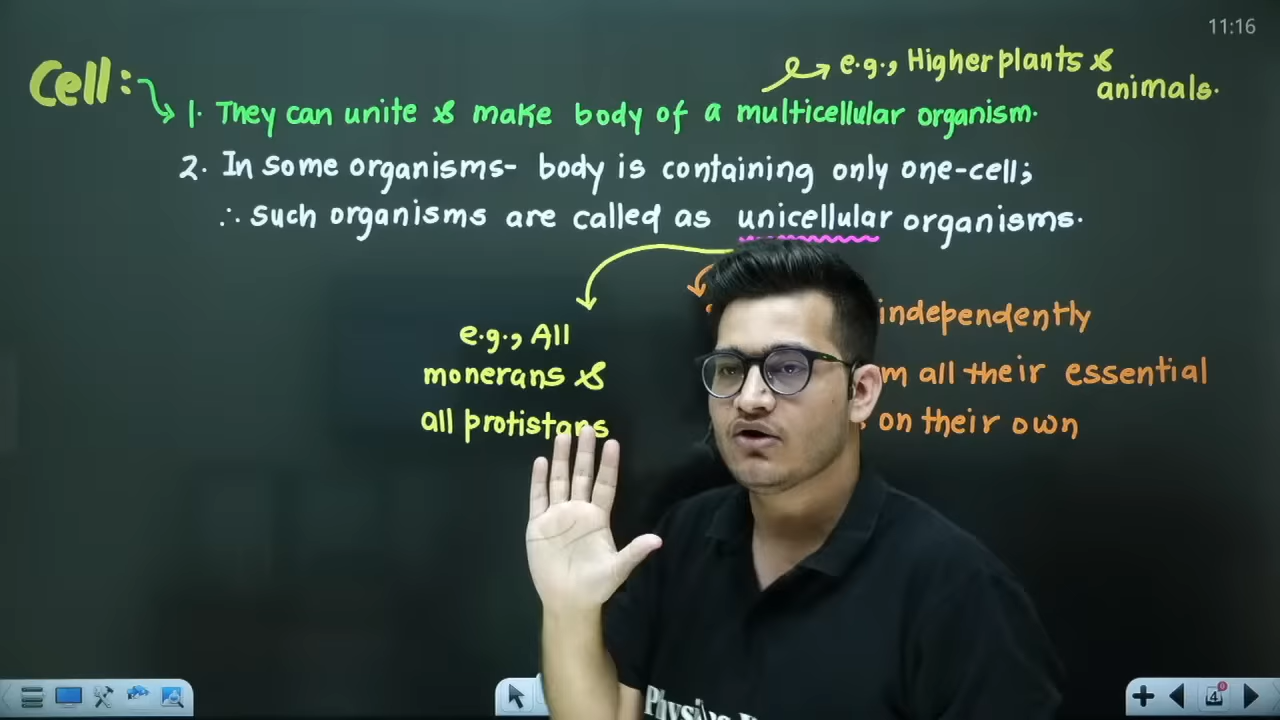 11:16
Cell:
e.g., Higher plants &
animals.
1. They can unite & make body of a multicellular organism.
2. In some organisms- body is containing only one-cell;
∴ such organisms are called as unicellular organisms.
e.g., All
monerans &
all protistans
independently
all their essential
on their own
4